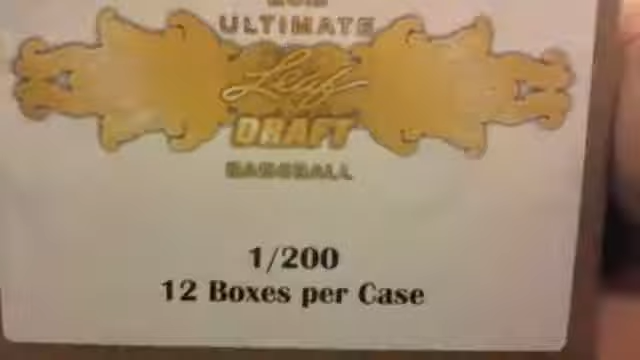 ULTIMATE
Leaf
DRAFT
BASEBALL
1/200
12 Boxes per Case